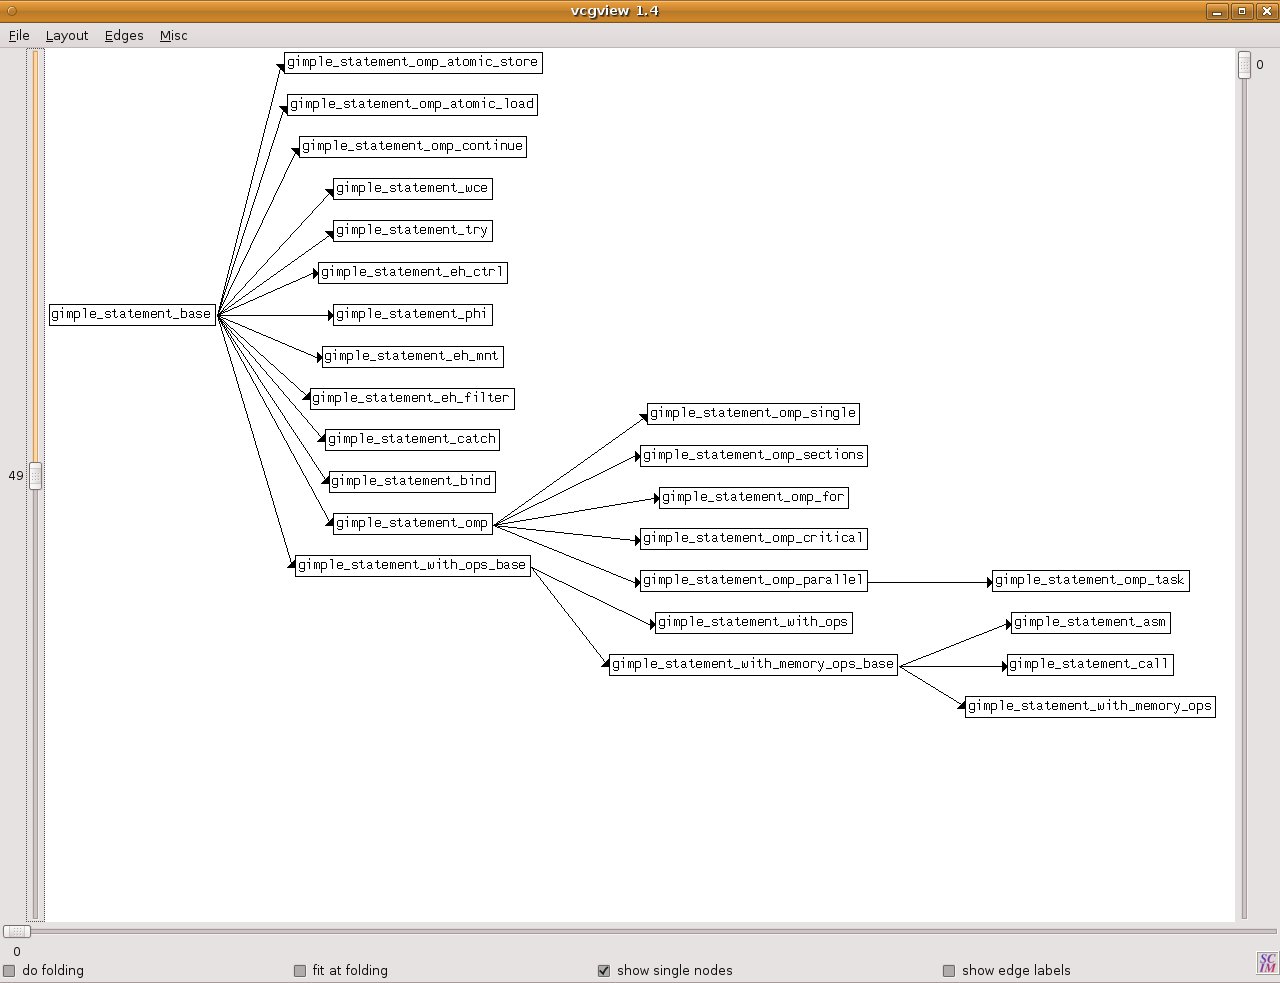 vcgview 1.4
File Layout Edges Misc
gimple_statement_omp_atomic_store
0
gimple_statement_omp_atomic_load
gimple_statement_omp_continue
gimple_statement_wce
gimple_statement_try
gimple_statement_eh_ctrl
gimple_statement_base
gimple_statement_phi
gimple_statement_eh_mnt
gimple_statement_eh_filter
gimple_statement_omp_single
gimple_statement_catch
gimple_statement_omp_sections
49
gimple_statement_bind
gimple_statement_omp_for
gimple_statement_omp
gimple_statement_omp_critical
gimple_statement_with_ops_base
gimple_statement_omp_parallel
gimple_statement_omp_task
gimple_statement_with_ops
gimple_statement_asm
gimple_statement_with_memory_ops_base
gimple_statement_call
gimple_statement_with_memory_ops
0
do folding
fit at folding
show single nodes
show edge labels
SC
IM